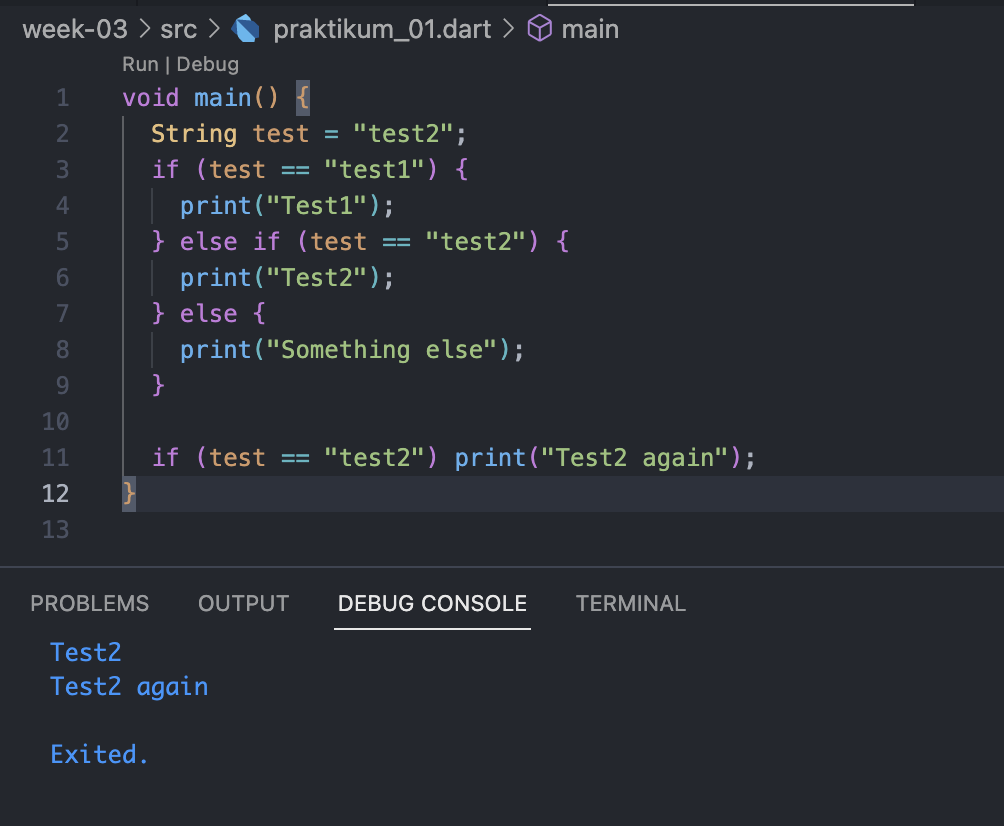 week-03 > src > praktikum_01.dart > main
Run | Debug
1 void main() {
2   String test = "test2";
3   if (test == "test1") {
4     print("Test1");
5   } else if (test == "test2") {
6     print("Test2");
7   } else {
8     print("Something else");
9   }
10
11   if (test == "test2") print("Test2 again");
12 }
13
PROBLEMS OUTPUT DEBUG CONSOLE TERMINAL
Test2
Test2 again
Exited.